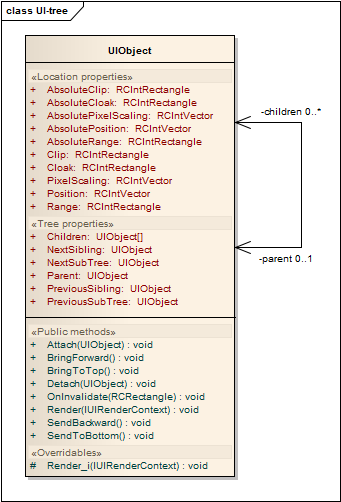 class UI-tree
UIObject
«Location properties»
+ AbsoluteClip: RCIntRectangle
+ AbsoluteCloak: RCIntRectangle
+ AbsolutePixelScaling: RCIntVector
+ AbsolutePosition: RCIntVector
+ AbsoluteRange: RCIntRectangle
+ Clip: RCIntRectangle
+ Cloak: RCIntRectangle
+ PixelScaling: RCIntVector
+ Position: RCIntVector
+ Range: RCIntRectangle
«Tree properties»
+ Children: UIObject[]
+ NextSibling: UIObject
+ NextSubTree: UIObject
+ Parent: UIObject
+ PreviousSibling: UIObject
+ PreviousSubTree: UIObject
«Public methods»
+ Attach(UIObject) : void
+ BringForward() : void
+ BringToTop() : void
+ Detach(UIObject) : void
+ OnInvalidate(RCRectangle) : void
+ Render(IUIRenderContext) : void
+ SendBackward() : void
+ SendToBottom() : void
«Overridables»
# Render_i(IUIRenderContext) : void
-children 0..*
-parent 0..1